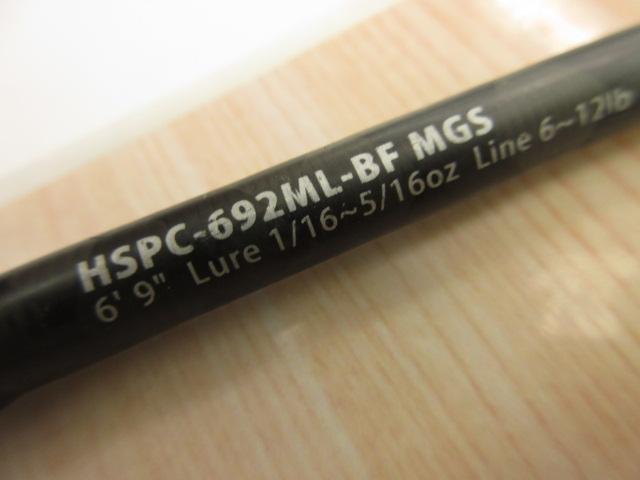 HSPC-692ML-BF MGS
6' 9" Lure 1/16~5/16oz Line 6~12lb